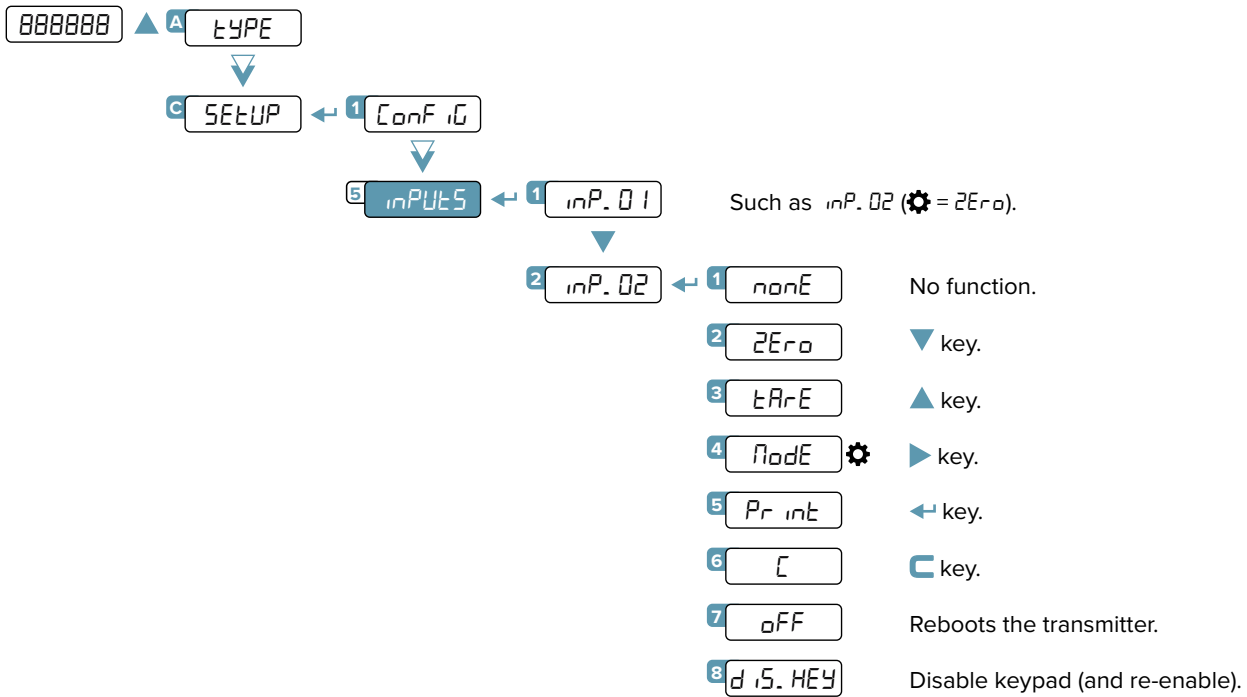 888888 A tYPE
C SEtUP 1 ConFiG
5 inPUtS 1 inP. 01 Such as inP. 02 ( = ZEro).
2 inP. 02 1 nonE No function.
2 ZEro key.
3 tArE key.
4 ModE key.
5 Print key.
6 C C key.
7 oFF Reboots the transmitter.
8 diS. KEY Disable keypad (and re-enable).